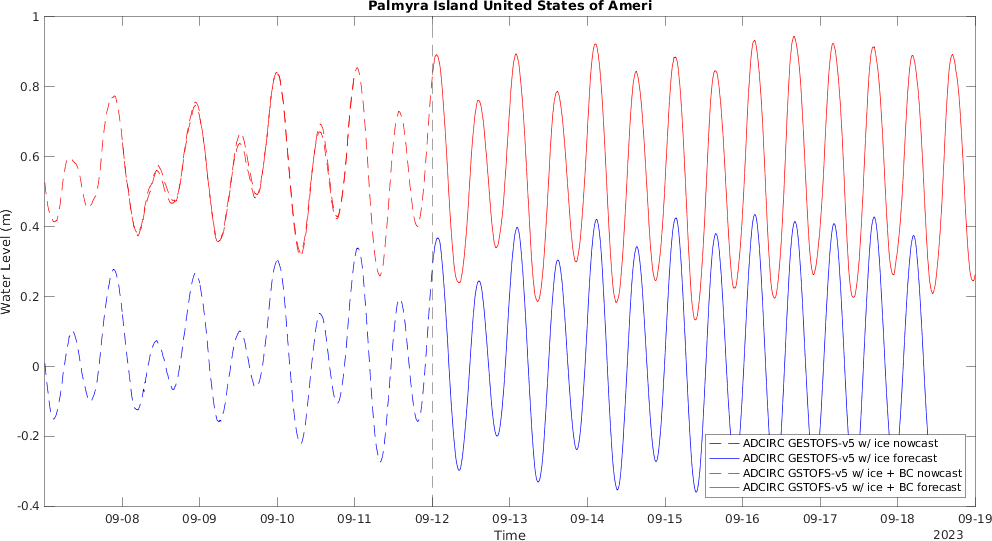 Palmyra Island United States of Ameri
1
0.8
0.6
0.4
0.2
0
-0.2
-0.4
Water Level (m)
ADCIRC GESTOFS-v5 w/ ice nowcast
ADCIRC GESTOFS-v5 w/ ice forecast
ADCIRC GSTOFS-v5 w/ ice + BC nowcast
ADCIRC GSTOFS-v5 w/ ice + BC forecast
09-08 09-09 09-10 09-11 09-12 09-13 09-14 09-15 09-16 09-17 09-18 09-19
Time
2023